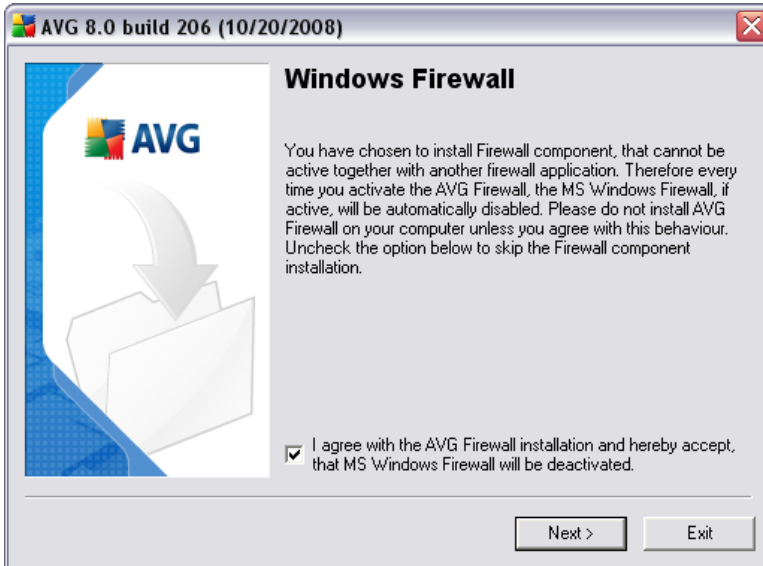 AVG 8.0 build 206 (10/20/2008)
Windows Firewall
AVG
You have chosen to install Firewall component, that cannot be
active together with another firewall application. Therefore every
time you activate the AVG Firewall, the MS Windows Firewall, if
active, will be automatically disabled. Please do not install AVG
Firewall on your computer unless you agree with this behaviour.
Uncheck the option below to skip the Firewall component
installation.
I agree with the AVG Firewall installation and hereby accept,
that MS Windows Firewall will be deactivated.
Next > Exit